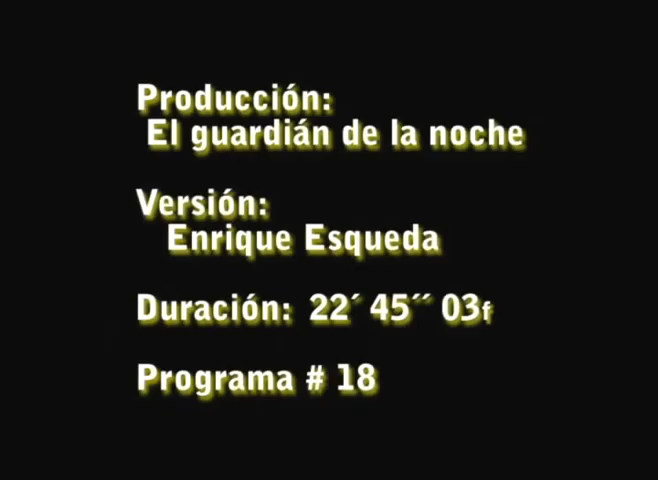 Producción:
El guardián de la noche
Versión:
Enrique Esqueda
Duración: 22´ 45´´ 03f
Programa # 18